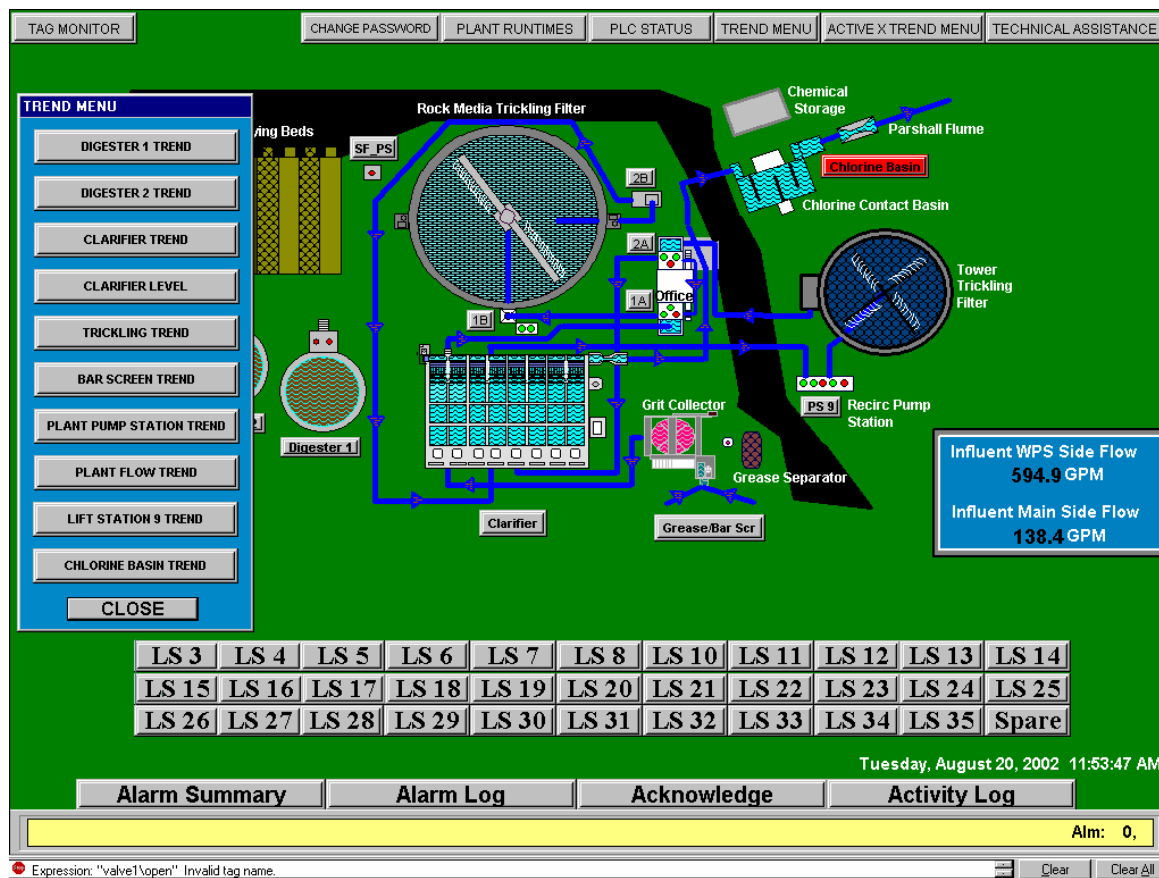 TAG MONITOR
CHANGE PASSWORD
PLANT RUNTIMES
PLC STATUS
TREND MENU
ACTIVE X TREND MENU
TECHNICAL ASSISTANCE
TREND MENU
DIGESTER 1 TREND
DIGESTER 2 TREND
CLARIFIER TREND
CLARIFIER LEVEL
TRICKLING TREND
BAR SCREEN TREND
PLANT PUMP STATION TREND
PLANT FLOW TREND
LIFT STATION 9 TREND
CHLORINE BASIN TREND
CLOSE
Beds
SF_PS
Rock Media Trickling Filter
Chemical
Storage
Parshall Flume
Chlorine Basin
Chlorine Contact Basin
2B
2A
1A
Office
1B
Tower
Trickling
Filter
Digester 1
Grit Collector
PS 9
Recirc Pump
Station
Grease Separator
Clarifier
Grease/Bar Scr
Influent WPS Side Flow
594.9 GPM
Influent Main Side Flow
138.4 GPM
LS 3 LS 4 LS 5 LS 6 LS 7 LS 8 LS 10 LS 11 LS 12 LS 13 LS 14
LS 15 LS 16 LS 17 LS 18 LS 19 LS 20 LS 21 LS 22 LS 23 LS 24 LS 25
LS 26 LS 27 LS 28 LS 29 LS 30 LS 31 LS 32 LS 33 LS 34 LS 35 Spare
Tuesday, August 20, 2002 11:53:47 AM
Alarm Summary
Alarm Log
Acknowledge
Activity Log
Alm: 0,
Expression: "valve1\open" Invalid tag name.
Clear
Clear All